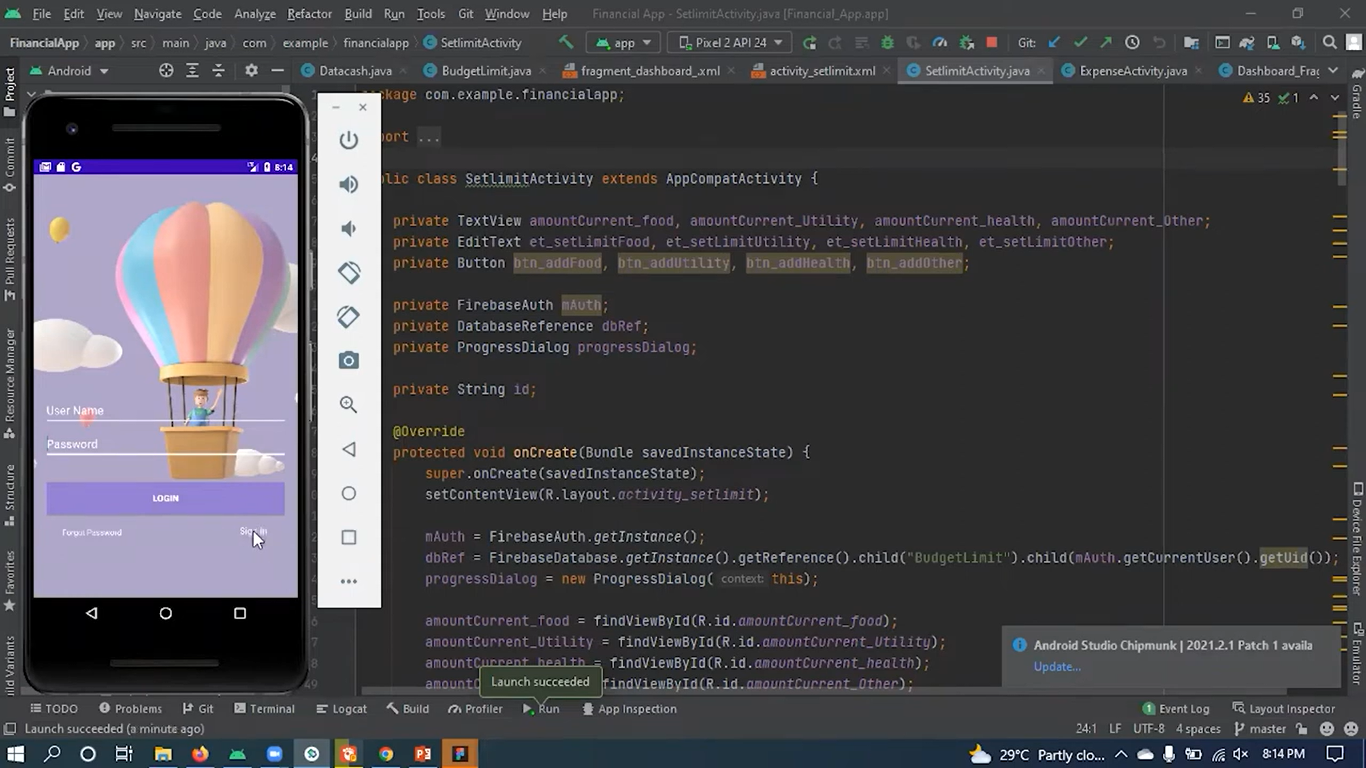 File Edit View Navigate Code Analyze Refactor Build Run Tools Git Window Help Financial App - SetlimitActivity.java [Financial_App.app]
FinancialApp app src main java com example financialapp SetlimitActivity app Pixel 2 API 24 Git:
Project Android Datacash.java BudgetLimit.java fragment_dashboard_xml activity_setlimit.xml SetlimitActivity.java ExpenseActivity.java Dashboard_Frag Gradle
package com.example.financialapp; 35 1
import ...
public class SetlimitActivity extends AppCompatActivity {
private TextView amountCurrent_food, amountCurrent_Utility, amountCurrent_health, amountCurrent_Other;
private EditText et_setLimitFood, et_setLimitUtility, et_setLimitHealth, et_setLimitOther;
private Button btn_addFood, btn_addUtility, btn_addHealth, btn_addOther;
private FirebaseAuth mAuth;
private DatabaseReference dbRef;
private ProgressDialog progressDialog;
private String id;
@Override
protected void onCreate(Bundle savedInstanceState) {
super.onCreate(savedInstanceState);
setContentView(R.layout.activity_setlimit);
mAuth = FirebaseAuth.getInstance();
dbRef = FirebaseDatabase.getInstance().getReference().child("BudgetLimit").child(mAuth.getCurrentUser().getUid());
progressDialog = new ProgressDialog( context: this);
amountCurrent_food = findViewById(R.id.amountCurrent_food);
amountCurrent_Utility = findViewById(R.id.amountCurrent_Utility);
amountCurrent_health = findViewById(R.id.amountCurrent_health);
findViewById(R.id.amountCurrent_Other);
Commit
Pull Requests
Resource Manager
Structure
Favorites
8:14
User Name
Password
LOGIN
Forgot Password Sign in
Device File Explorer
Emulator
Android Studio Chipmunk | 2021.2.1 Patch 1 availa
Update...
Launch succeeded
TODO Problems Git Terminal Logcat Build Profiler Run App Inspection 1 Event Log Layout Inspector
Launch succeeded (a minute ago) 24:1 LF UTF-8 4 spaces master
29°C Partly clo... 8:14 PM